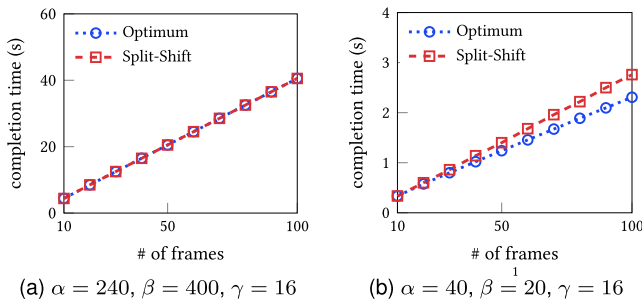 60
40
20
0
10
50
100
completion time (s)
# of frames
Optimum
Split-Shift
(a) α = 240, β = 400, γ = 16
4
3
2
1
0
10
50
100
completion time (s)
# of frames
Optimum
Split-Shift
1
(b) α = 40, β = 20, γ = 16